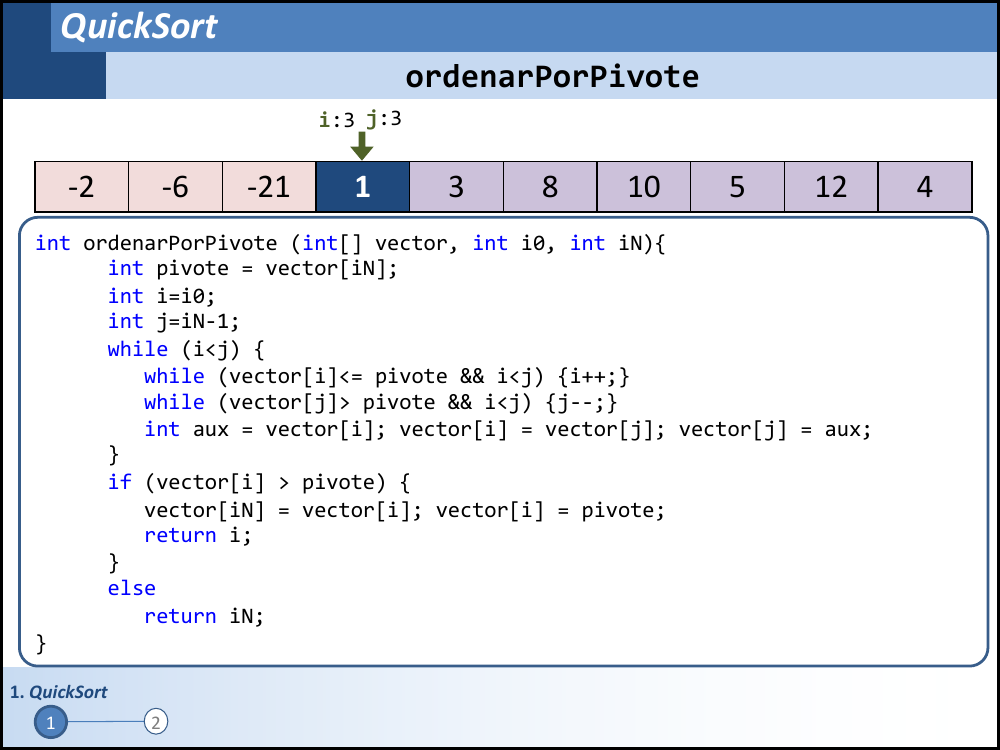 QuickSort
ordenarPorPivote
i:3 j:3
-2 -6 -21 1 3 8 10 5 12 4
int ordenarPorPivote (int[] vector, int i0, int iN){
int pivote = vector[iN];
int i=i0;
int j=iN-1;
while (i<j) {
while (vector[i]<= pivote && i<j) {i++;}
while (vector[j]> pivote && i<j) {j--;}
int aux = vector[i]; vector[i] = vector[j]; vector[j] = aux;
}
if (vector[i] > pivote) {
vector[iN] = vector[i]; vector[i] = pivote;
return i;
}
else
return iN;
}
1. QuickSort
1 2